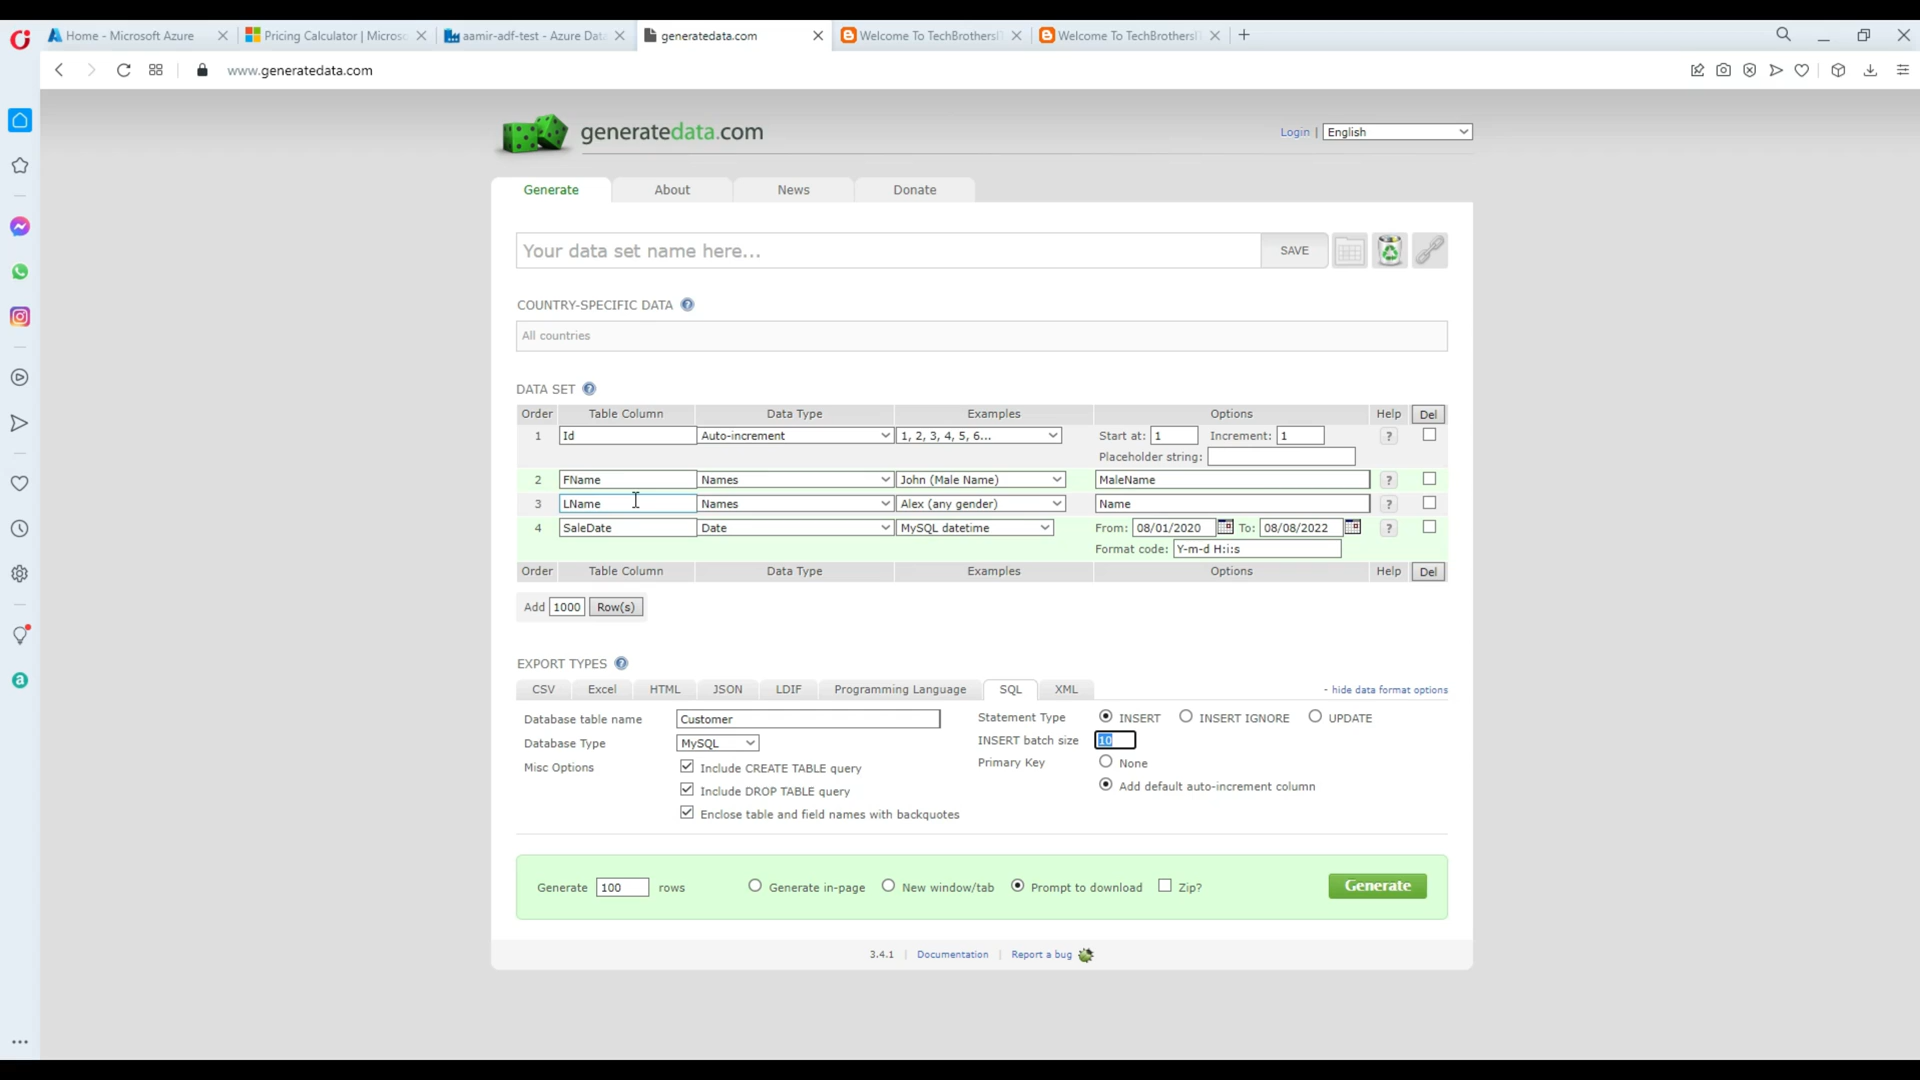 Home - Microsoft Azure
Pricing Calculator | Micros
aamir-adf-test - Azure Dat
generatedata.com
Welcome To TechBrothersI
Welcome To TechBrothersI
www.generatedata.com
generatedata.com
Login | English
Generate About News Donate
Your data set name here... SAVE
COUNTRY-SPECIFIC DATA
All countries
DATA SET
Order Table Column Data Type Examples Options Help Del
1 Id Auto-increment 1, 2, 3, 4, 5, 6... Start at: 1 Increment: 1 ?
Placeholder string:
2 FName Names John (Male Name) MaleName ?
3 LName Names Alex (any gender) Name ?
4 SaleDate Date MySQL datetime From: 08/01/2020 To: 08/08/2022 ?
Format code: Y-m-d H:i:s
Order Table Column Data Type Examples Options Help Del
Add 1000 Row(s)
EXPORT TYPES
CSV Excel HTML JSON LDIF Programming Language SQL XML - hide data format options
Database table name Customer Statement Type INSERT INSERT IGNORE UPDATE
Database Type MySQL INSERT batch size 10
Misc Options Include CREATE TABLE query Primary Key None
Include DROP TABLE query Add default auto-increment column
Enclose table and field names with backquotes
Generate 100 rows Generate in-page New window/tab Prompt to download Zip? Generate
3.4.1 | Documentation | Report a bug